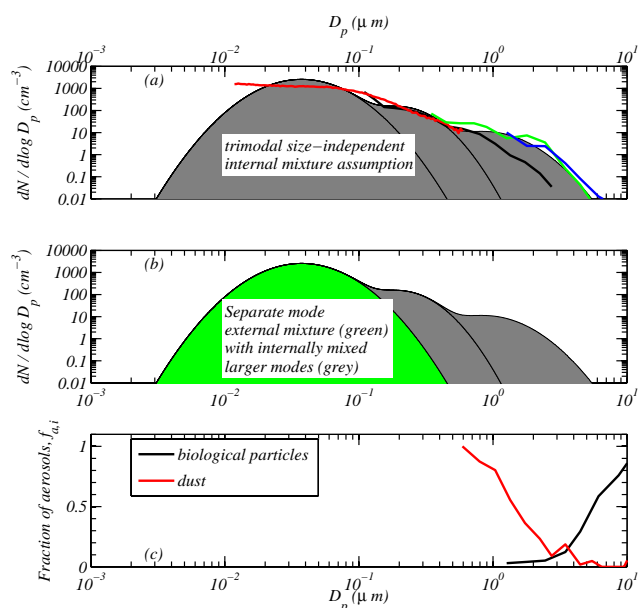 D_p (μ m)
10^−3 10^−2 10^−1 10^0 10^1
10000
1000
100
10
1
0.1
0.01
dN / dlog D_p (cm^−3)
(a)
trimodal size−independent
internal mixture assumption
10000
1000
100
10
1
0.1
0.01
dN / dlog D_p (cm^−3)
(b)
Separate mode
external mixture (green)
with internally mixed
larger modes (grey)
10^−3 10^−2 10^−1 10^0 10^1
1
0.5
0
Fraction of aerosols, f_a,i
biological particles
dust
(c)
10^−3 10^−2 10^−1 10^0 10^1
D_p (μ m)